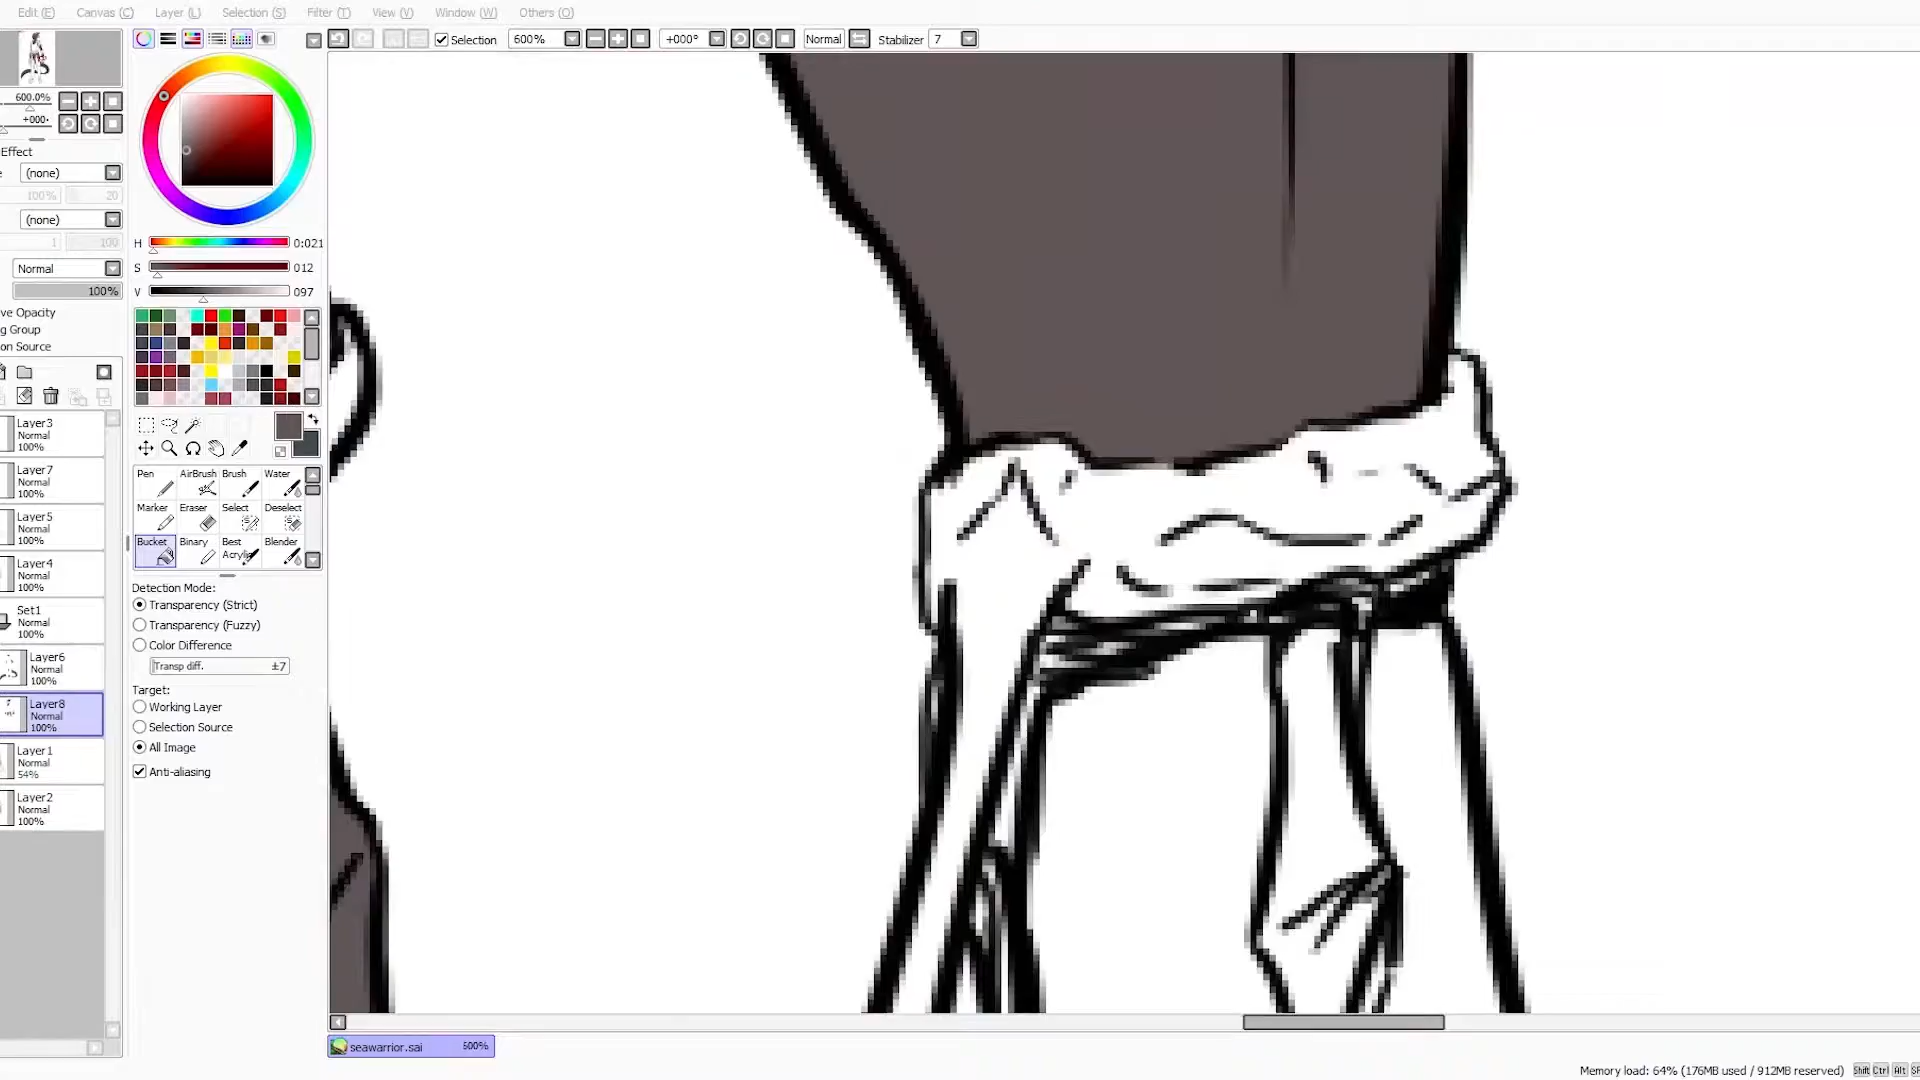 Edit (E) Canvas (C) Layer (L) Selection (S) Filter (T) View (V) Window (W) Others (O)
Selection 600% +000° Normal Stabilizer 7
600.0%
+000
Effect
(none)
100% 20
(none)
1 100
Normal
100%
ve Opacity
g Group
on Source
H 0:021
S 012
V 097
Layer3
Normal
100%
Layer7
Normal
100%
Layer5
Normal
100%
Layer4
Normal
100%
Set1
Normal
100%
Layer6
Normal
100%
Layer8
Normal
100%
Layer1
Normal
54%
Layer2
Normal
100%
Pen AirBrush Brush Water
Marker Eraser Select Deselect
Bucket Binary Best Acrylic Blender
Detection Mode:
Transparency (Strict)
Transparency (Fuzzy)
Color Difference
Transp diff. ±7
Target:
Working Layer
Selection Source
All Image
Anti-aliasing
seawarrior.sai 500%
Memory load: 64% (176MB used / 912MB reserved) Shift Ctrl Alt